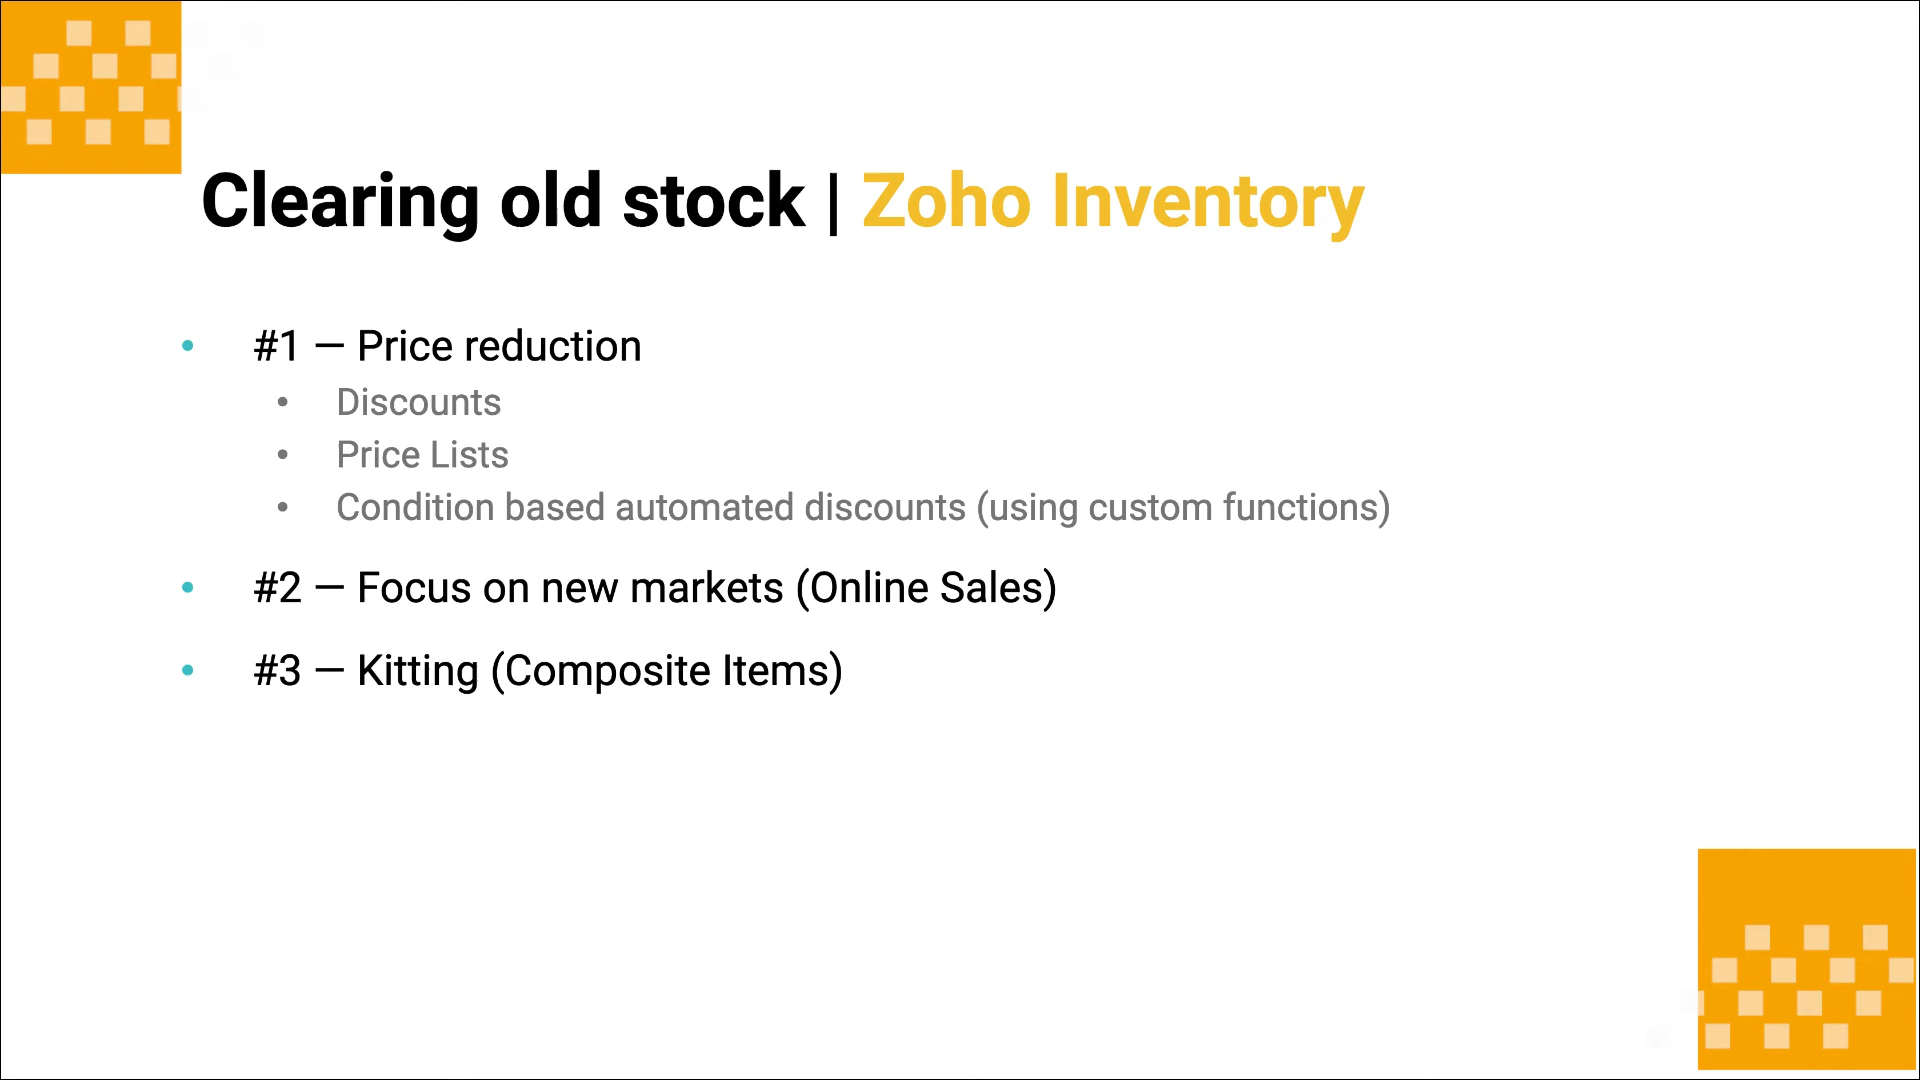 Clearing old stock | Zoho Inventory
• #1 — Price reduction
• Discounts
• Price Lists
• Condition based automated discounts (using custom functions)
• #2 — Focus on new markets (Online Sales)
• #3 — Kitting (Composite Items)